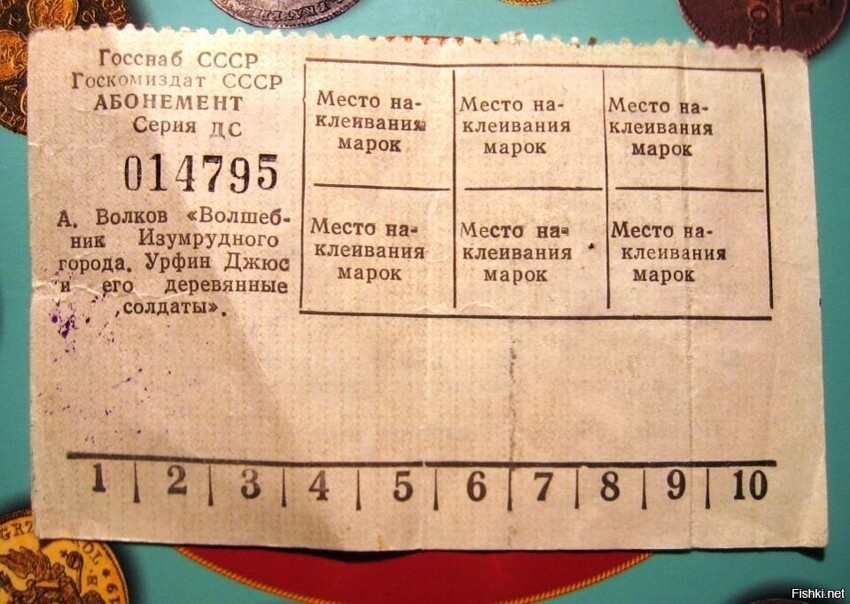 Госснаб СССР
Госкомиздат СССР
АБОНЕМЕНТ
Серия ДС
014795
А. Волков «Волшеб-
ник Изумрудного
города. Урфин Джюс
и его деревянные
солдаты».
Место на-
клеивания
марок
Место на-
клеивания
марок
Место на-
клеивания
марок
Место на-
клеивания
марок
Место на-
клеивания
марок
Место на-
клеивания
марок
1 2 3 4 5 6 7 8 9 10
Fishki.net